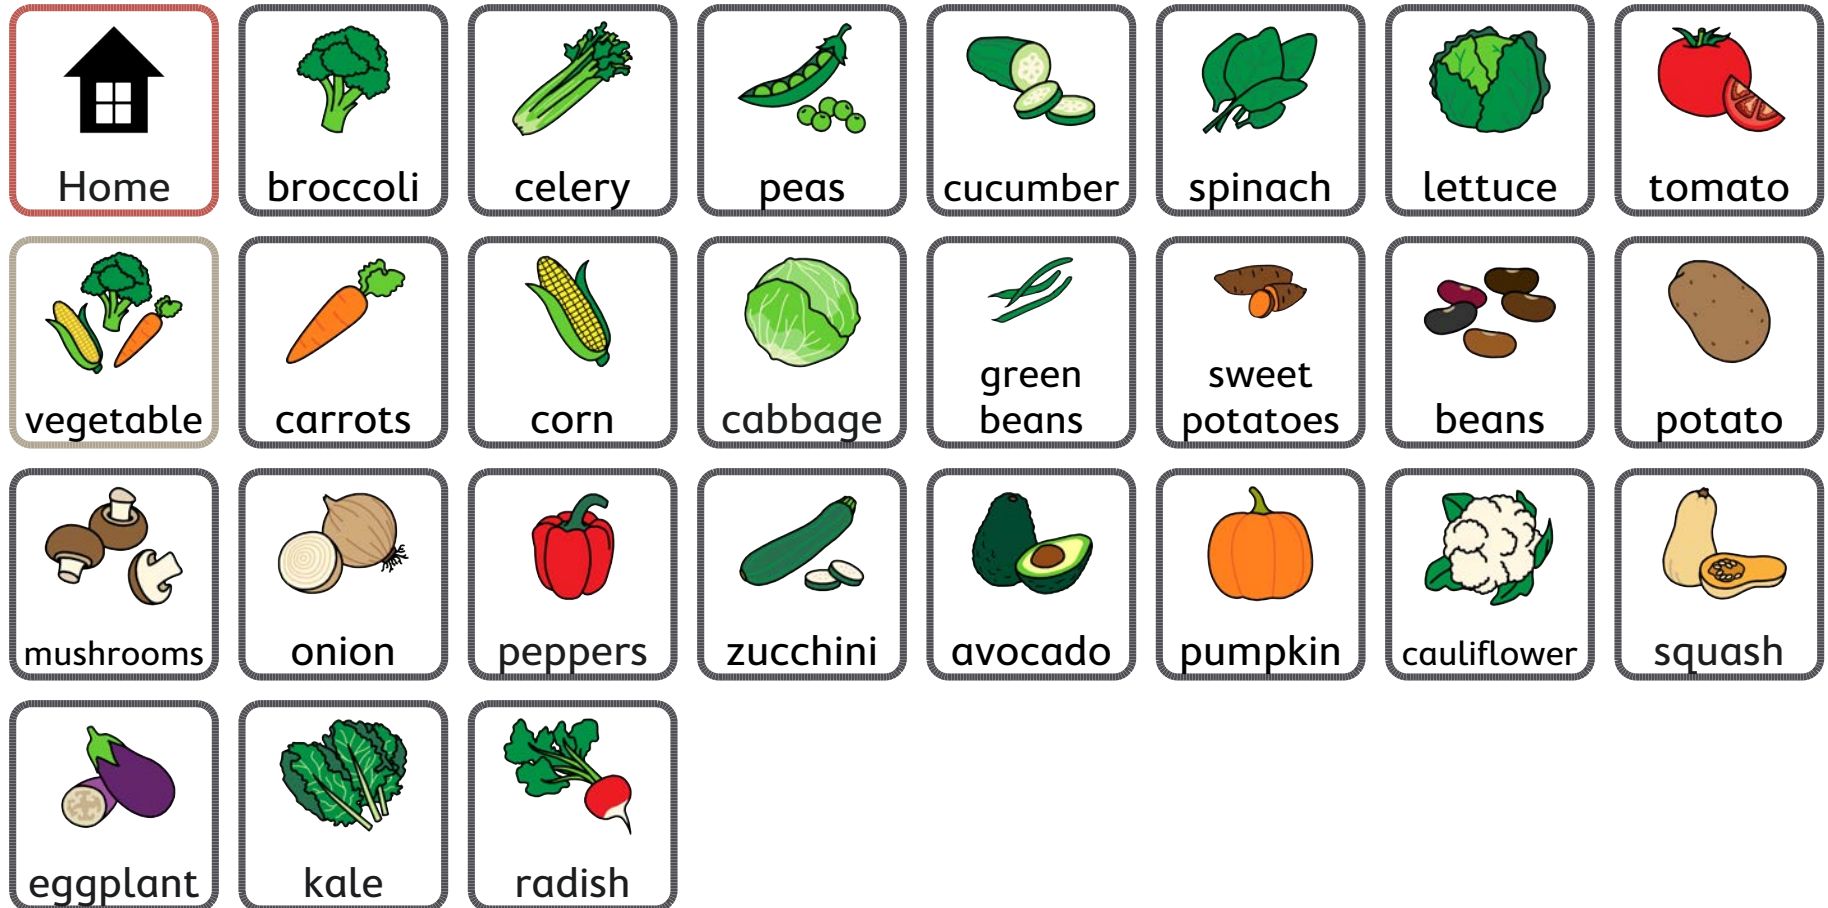 Home
broccoli
celery
peas
cucumber
spinach
lettuce
tomato
vegetable
carrots
corn
cabbage
green
beans
sweet
potatoes
beans
potato
mushrooms
onion
peppers
zucchini
avocado
pumpkin
cauliflower
squash
eggplant
kale
radish